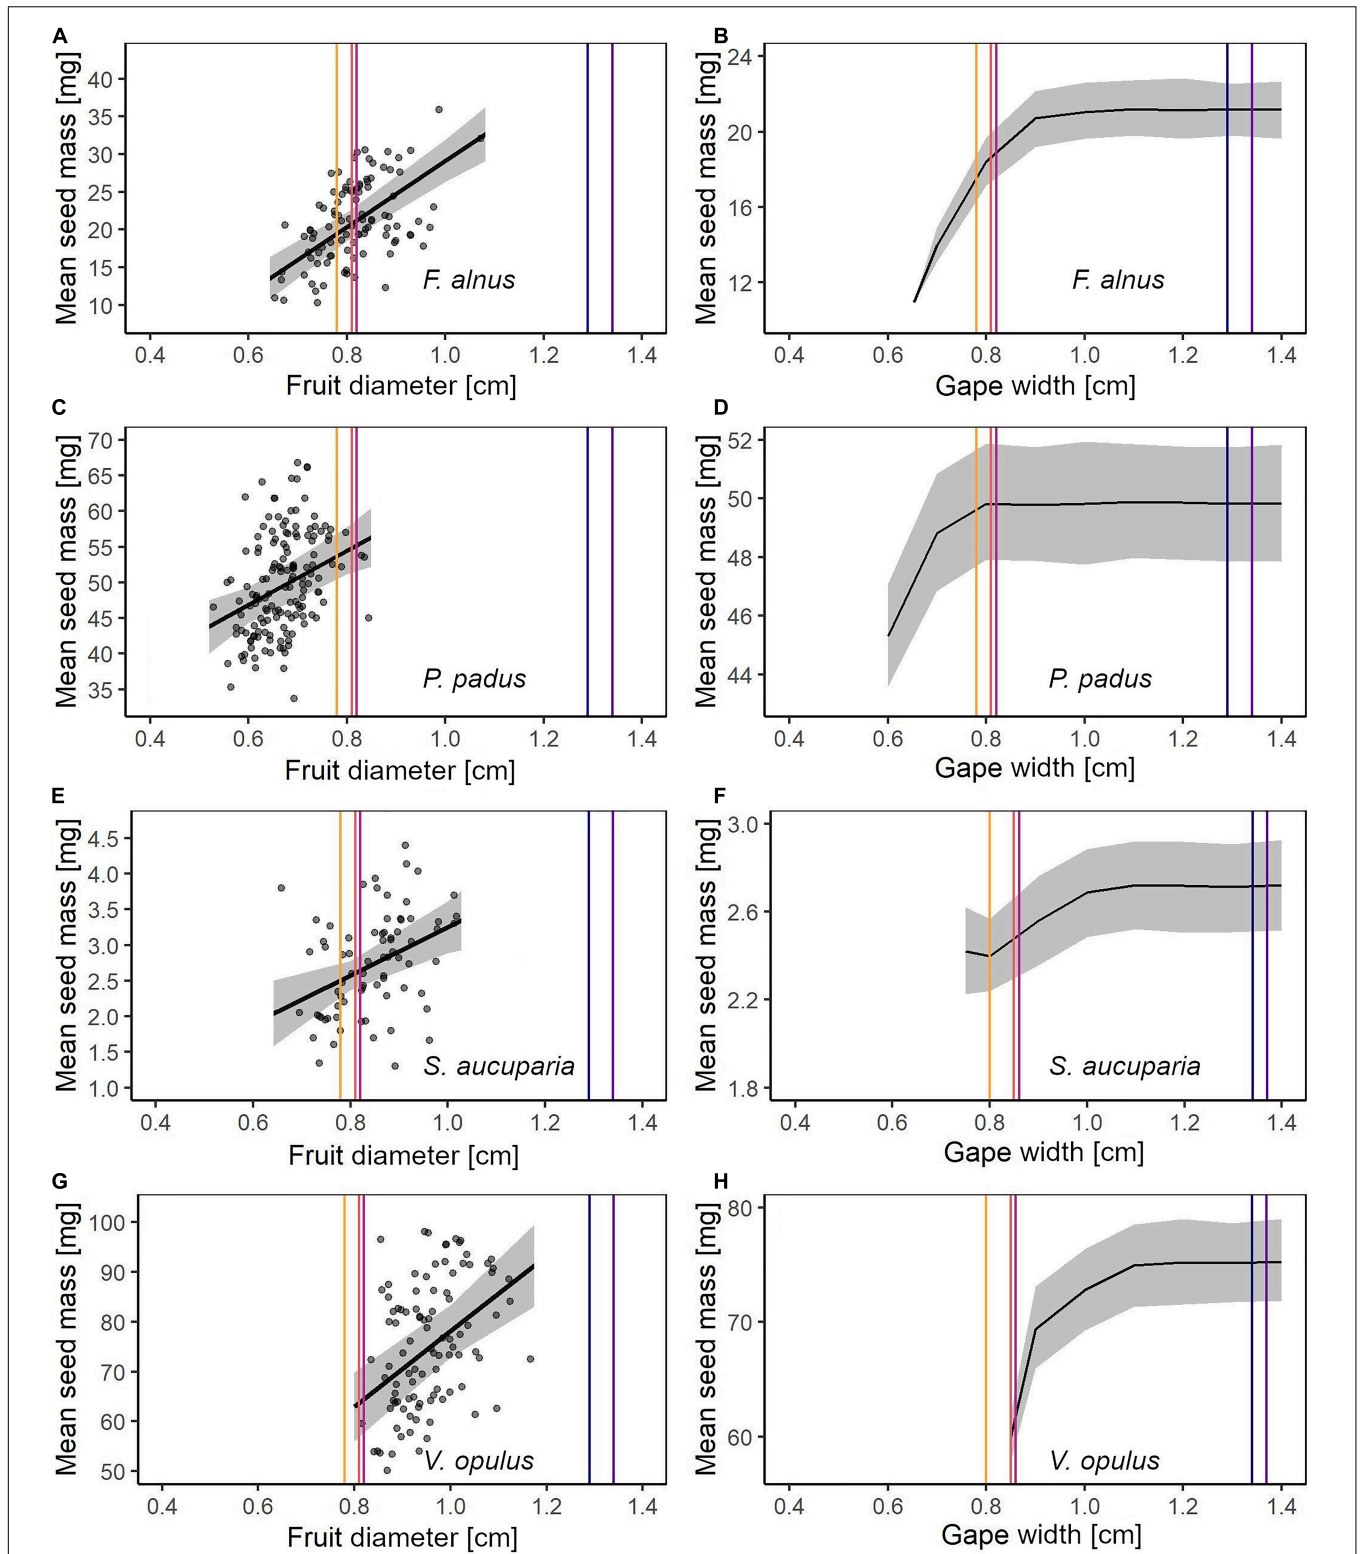 A
Mean seed mass [mg]
40
35
30
25
20
15
10
F. alnus
0.4 0.6 0.8 1.0 1.2 1.4
Fruit diameter [cm]
B
Mean seed mass [mg]
24
20
16
12
F. alnus
0.4 0.6 0.8 1.0 1.2 1.4
Gape width [cm]
C
Mean seed mass [mg]
70
65
60
55
50
45
40
35
P. padus
0.4 0.6 0.8 1.0 1.2 1.4
Fruit diameter [cm]
D
Mean seed mass [mg]
52
50
48
46
44
P. padus
0.4 0.6 0.8 1.0 1.2 1.4
Gape width [cm]
E
Mean seed mass [mg]
4.5
4.0
3.5
3.0
2.5
2.0
1.5
1.0
S. aucuparia
0.4 0.6 0.8 1.0 1.2 1.4
Fruit diameter [cm]
F
Mean seed mass [mg]
3.0
2.6
2.2
1.8
S. aucuparia
0.4 0.6 0.8 1.0 1.2 1.4
Gape width [cm]
G
Mean seed mass [mg]
100
90
80
70
60
50
V. opulus
0.4 0.6 0.8 1.0 1.2 1.4
Fruit diameter [cm]
H
Mean seed mass [mg]
80
70
60
V. opulus
0.4 0.6 0.8 1.0 1.2 1.4
Gape width [cm]